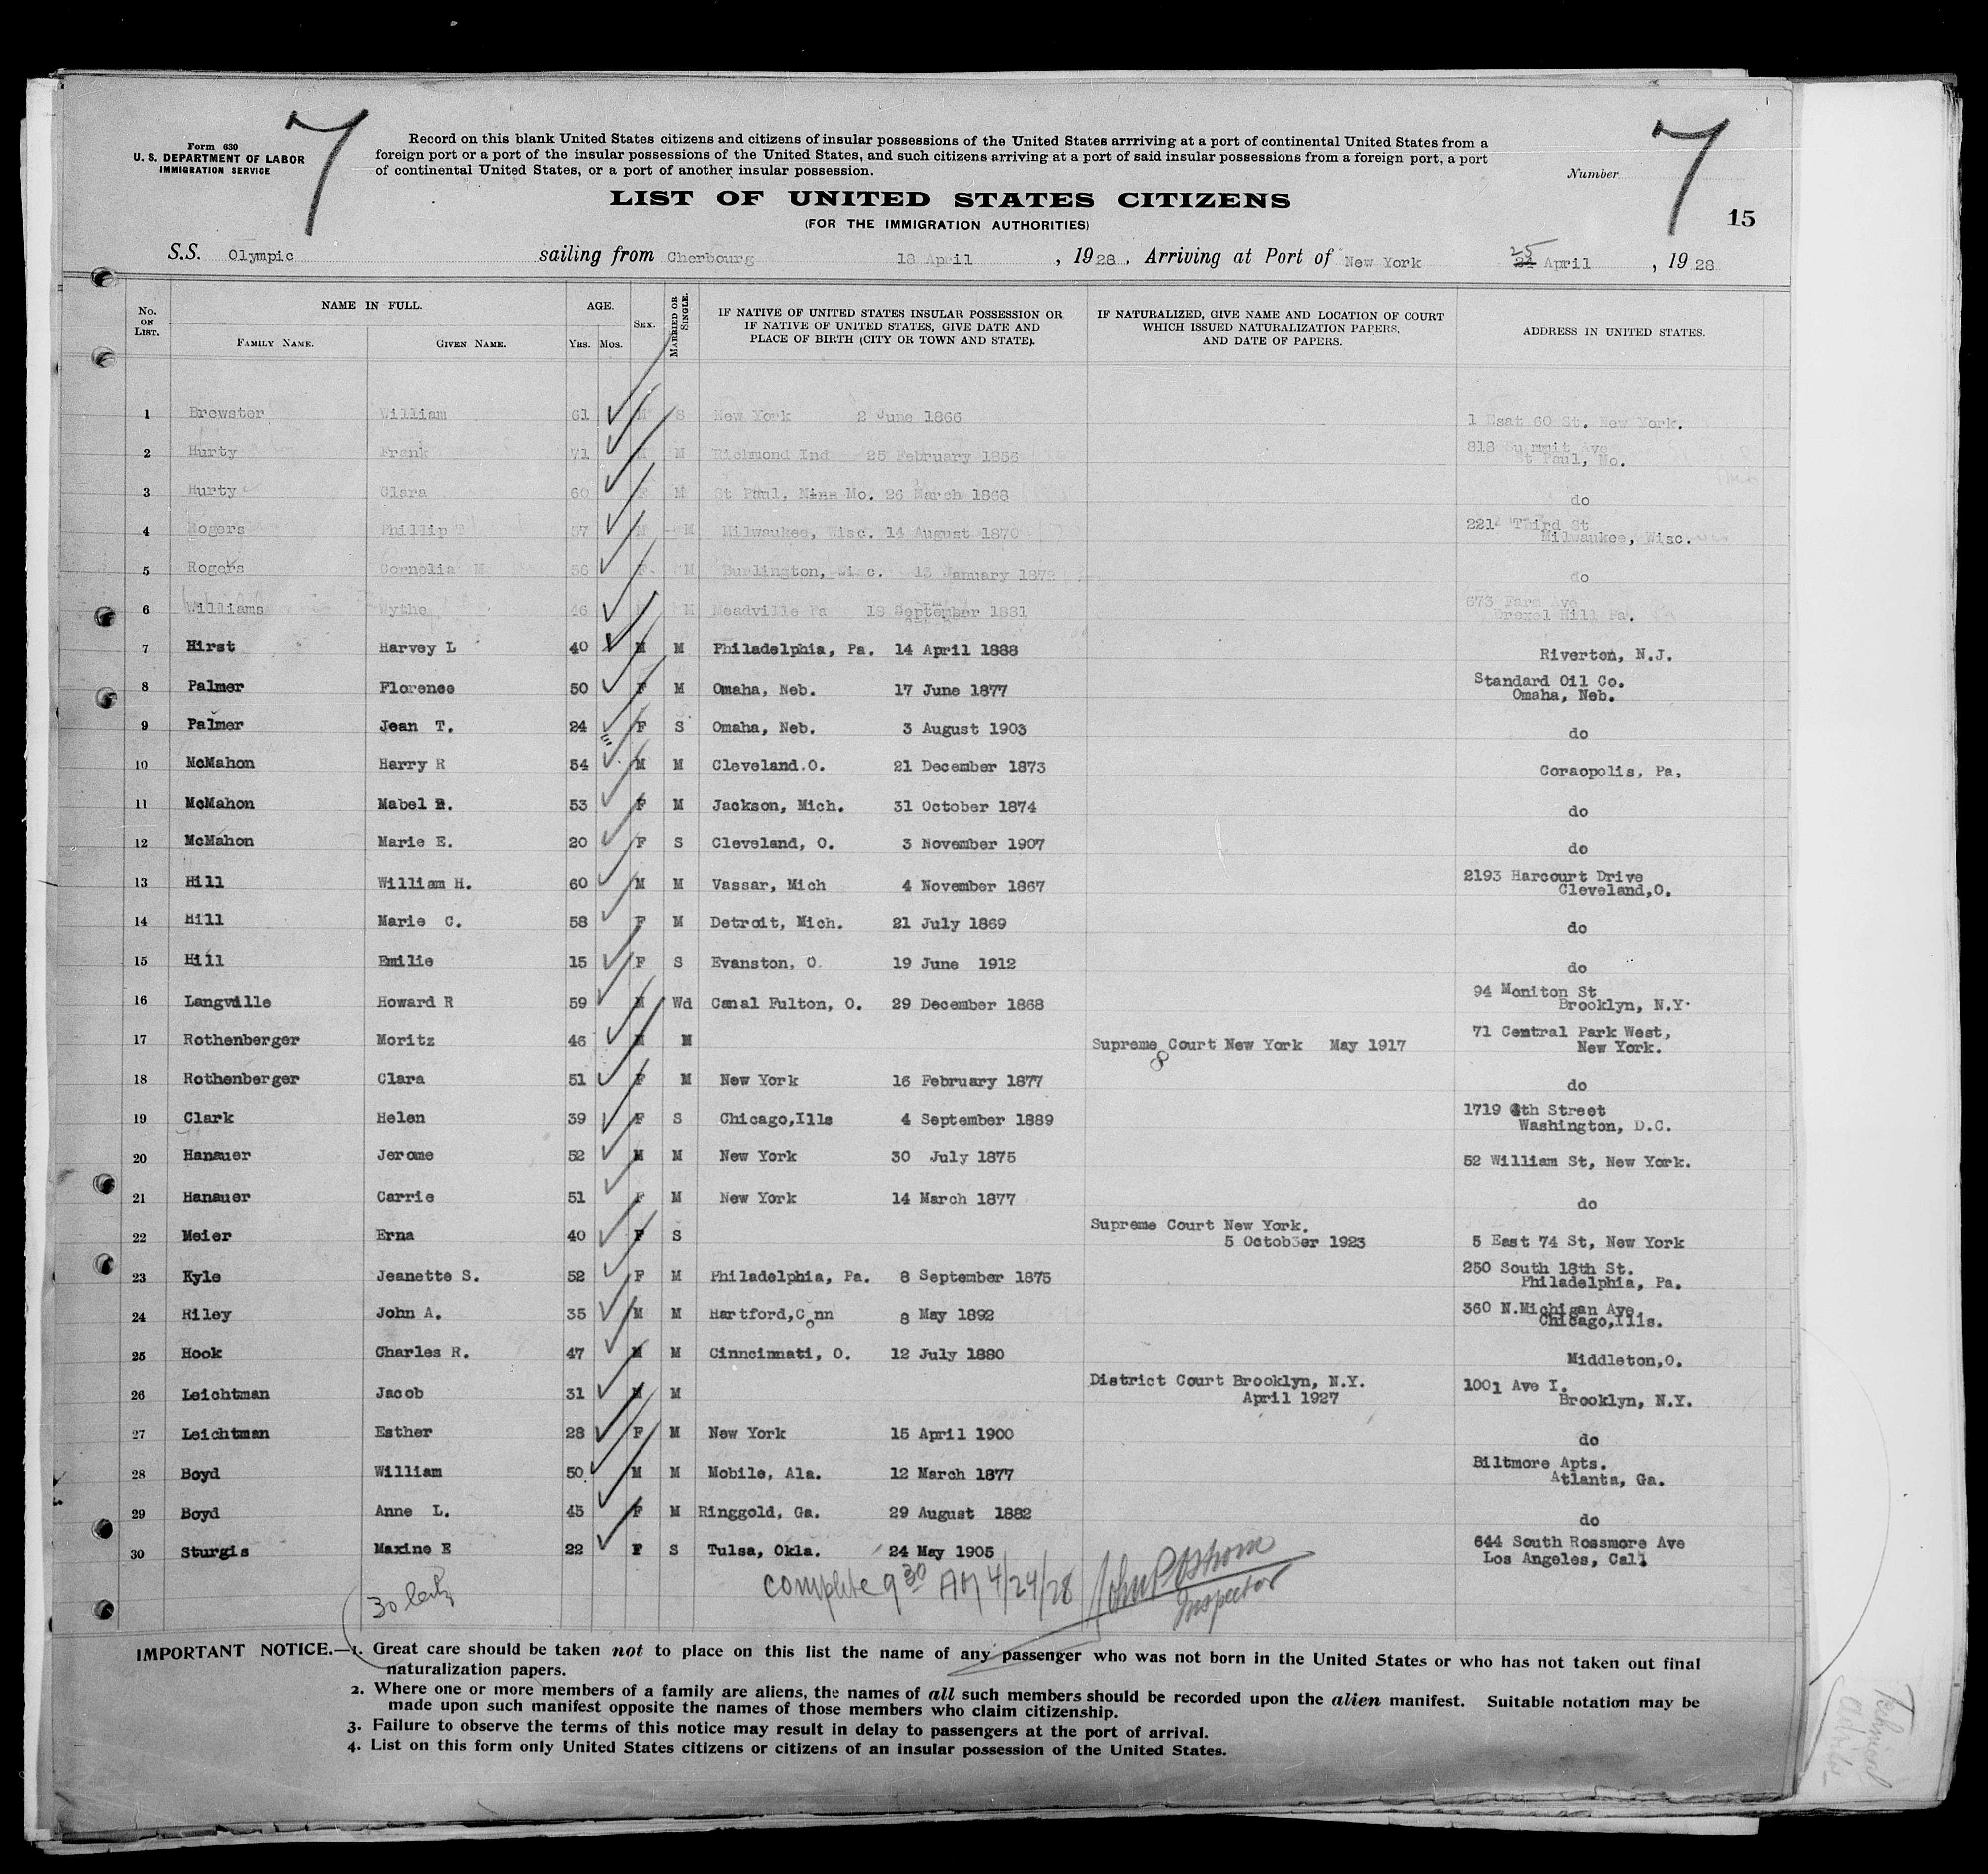 7
7
Form 630
U. S. DEPARTMENT OF LABOR
IMMIGRATION SERVICE
Record on this blank United States citizens and citizens of insular possessions of the United States arrriving at a port of continental United States from a
foreign port or a port of the insular possessions of the United States, and such citizens arriving at a port of said insular possessions from a foreign port, a port
of continental United States, or a port of another insular possession.
Number
LIST OF UNITED STATES CITIZENS
(FOR THE IMMIGRATION AUTHORITIES)
15
S.S. Olympic sailing from Cherbourg 18 April , 1928 , Arriving at Port of New York 25 24 April , 1928
No. ON LIST. NAME IN FULL. FAMILY NAME. GIVEN NAME. AGE. YRS. MOS. SEX. MARRIED OR SINGLE. IF NATIVE OF UNITED STATES INSULAR POSSESSION OR IF NATIVE OF UNITED STATES, GIVE DATE AND PLACE OF BIRTH (CITY OR TOWN AND STATE). IF NATURALIZED, GIVE NAME AND LOCATION OF COURT WHICH ISSUED NATURALIZATION PAPERS, AND DATE OF PAPERS. ADDRESS IN UNITED STATES.
1 Brewster William 61 M S New York 2 June 1866 1 Esat 60 St. New York.
2 Hurty Frank 71 M M Richmond Ind 25 February 1856 818 Summit Ave St Paul, Mo.
3 Hurty Clara 60 F M St Paul, Minn Mo. 26 March 1868 do
4 Rogers Phillip T 57 M M Milwaukee, Wisc. 14 August 1870 221 Third St Milwaukee, Wisc.
5 Rogers Cornelia M 56 F M Burlington, Wisc. 13 January 1872 do
6 Williams Wythe 46 M M Meadville Pa 18 September 1881 673 Farm Ave Drexel Hill Pa.
7 Hirst Harvey L 40 M M Philadelphia, Pa. 14 April 1888 Riverton, N.J.
8 Palmer Florence 50 F M Omaha, Neb. 17 June 1877 Standard Oil Co. Omaha, Neb.
9 Palmer Jean T. 24 F S Omaha, Neb. 3 August 1903 do
10 McMahon Harry R 54 M M Cleveland.O. 21 December 1873 Coraopolis, Pa,
11 McMahon Mabel R. 53 F M Jackson, Mich. 31 October 1874 do
12 McMahon Marie E. 20 F S Cleveland, O. 3 November 1907 do
13 Hill William H. 60 M M Vassar, Mich 4 November 1867 2193 Harcourt Drive Cleveland,O.
14 Hill Marie C. 58 F M Detroit, Mich. 21 July 1869 do
15 Hill Emilie 15 F S Evanston, O. 19 June 1912 do
16 Langville Howard R 59 M Wd Canal Fulton, O. 29 December 1868 94 Moniton St Brooklyn, N.Y.
17 Rothenberger Moritz 46 M M Supreme Court New York May 1917 8 71 Central Park West, New York.
18 Rothenberger Clara 51 F M New York 16 February 1877 do
19 Clark Helen 39 F S Chicago,Ills 4 September 1889 1719 th Street Washington, D.C.
20 Hanauer Jerome 52 M M New York 30 July 1875 52 William St, New York.
21 Hanauer Carrie 51 F M New York 14 March 1877 do
22 Meier Erna 40 F S Supreme Court New York. 5 Octob3er 1923 5 East 74 St, New York
23 Kyle Jeanette S. 52 F M Philadelphia, Pa. 8 September 1875 250 South 18th St. Philadelphia, Pa.
24 Riley John A. 35 M M Hartford,Conn 8 May 1892 360 N.Michigan Ave. Chicago,Ills.
25 Hook Charles R. 47 M M Cinncinnati, O. 12 July 1880 Middleton,O.
26 Leichtman Jacob 31 M M District Court Brooklyn, N.Y. April 1927 1001 Ave I. Brooklyn, N.Y.
27 Leichtman Esther 28 F M New York 15 April 1900 do
28 Boyd William 50 M M Mobile, Ala. 12 March 1877 Biltmore Apts. Atlanta, Ga.
29 Boyd Anne L. 45 F M Ringgold, Ga. 29 August 1882 do
30 Sturgis Maxine E 22 F S Tulsa, Okla. 24 May 1905 644 South Rossmore Ave Los Angeles, Cali
30
complete 9 30 AM 4/24/28 John P Ostrom
Inspector
IMPORTANT NOTICE.—1. Great care should be taken not to place on this list the name of any passenger who was not born in the United States or who has not taken out final
naturalization papers.
2. Where one or more members of a family are aliens, the names of all such members should be recorded upon the alien manifest. Suitable notation may be
made upon such manifest opposite the names of those members who claim citizenship.
3. Failure to observe the terms of this notice may result in delay to passengers at the port of arrival.
4. List on this form only United States citizens or citizens of an insular possession of the United States.
Technical